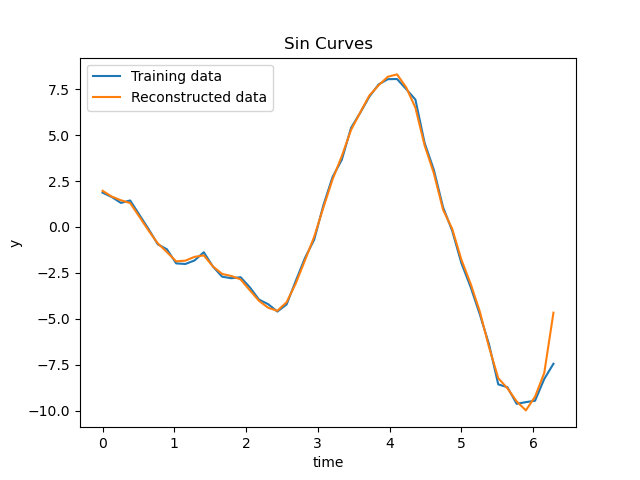 Sin Curves
Training data
Reconstructed data
7.5
5.0
2.5
0.0
−2.5
−5.0
−7.5
−10.0
y
0 1 2 3 4 5 6
time